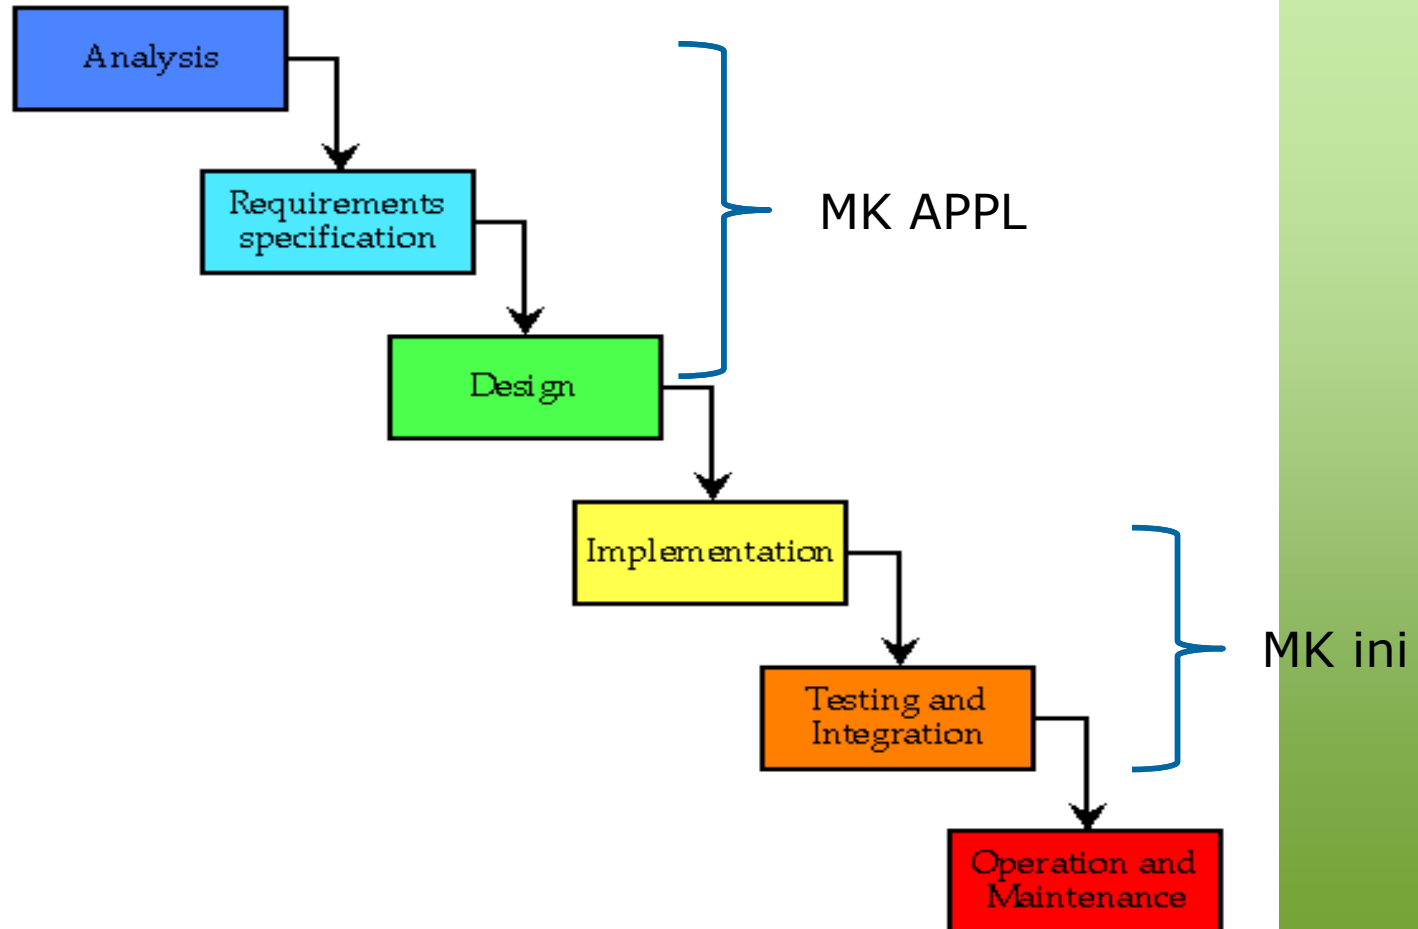 Analysis
Requirements
specification
MK APPL
Design
Implementation
MK ini
Testing and
Integration
Operation and
Maintenance